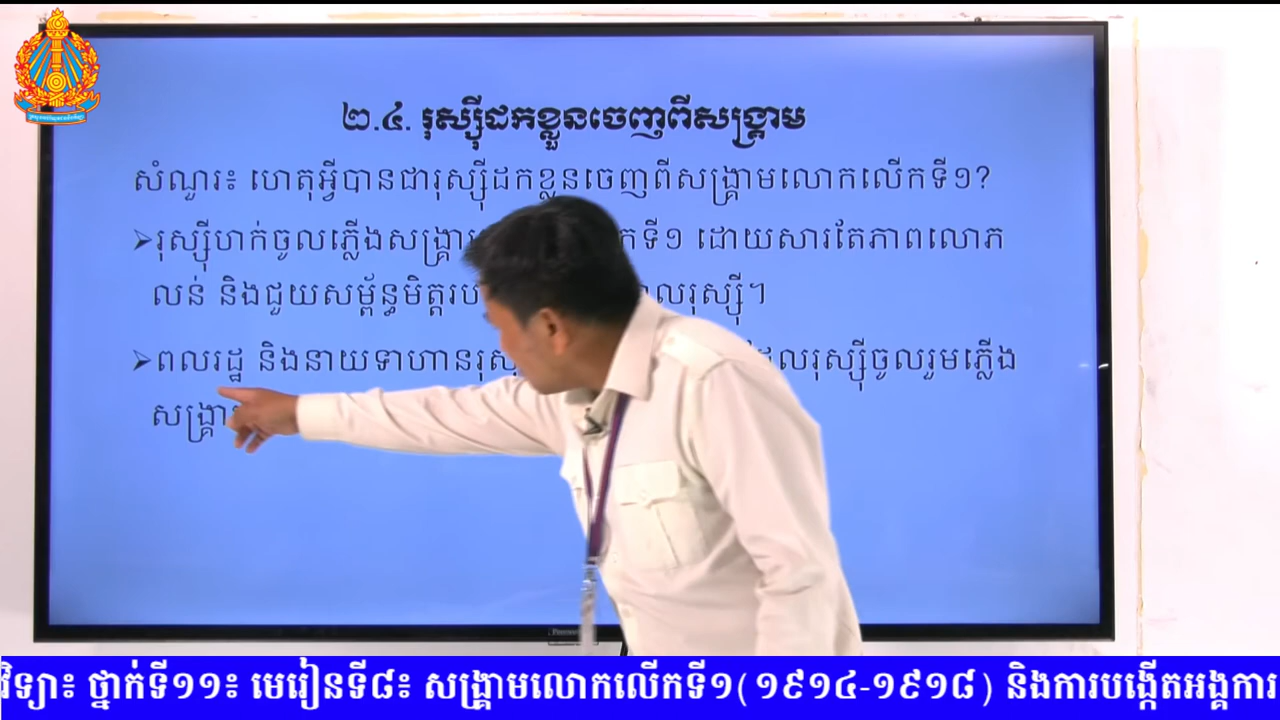 ២.៤. រុស្ស៊ីដកខ្លួនចេញពីសង្គ្រាម
សំណួរ៖ ហេតុអ្វីបានជារុស្ស៊ីដកខ្លួនចេញពីសង្គ្រាមលោកលើកទី១?
➢រុស្ស៊ីហក់ចូលភ្លើងសង្គ្រាម ទី១ ដោយសារតែភាពលោភ
លន់ និងជួយសម្ព័ន្ធមិត្តរប រុស្ស៊ី។
➢ពលរដ្ឋ និងនាយទាហានរុស្ស ដែលរុស្ស៊ីចូលរួមភ្លើង
សង្គ្រា
វិទ្យា៖ ថ្នាក់ទី១១៖ មេរៀនទី៨៖ សង្គ្រាមលោកលើកទី១(១៩១៤-១៩១៨) និងការបង្កើតអង្គការ